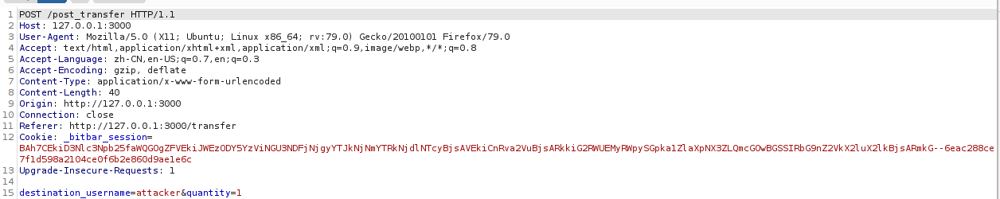 1 POST /post_transfer HTTP/1.1
2 Host: 127.0.0.1:3000
3 User-Agent: Mozilla/5.0 (X11; Ubuntu; Linux x86_64; rv:79.0) Gecko/20100101 Firefox/79.0
4 Accept: text/html,application/xhtml+xml,application/xml;q=0.9,image/webp,*/*;q=0.8
5 Accept-Language: zh-CN,en-US;q=0.7,en;q=0.3
6 Accept-Encoding: gzip, deflate
7 Content-Type: application/x-www-form-urlencoded
8 Content-Length: 40
9 Origin: http://127.0.0.1:3000
10 Connection: close
11 Referer: http://127.0.0.1:3000/transfer
12 Cookie: _bitbar_session=
7f1d598a2104ce0f6b2e860d9ae1e6c
13 Upgrade-Insecure-Requests: 1
14
15 destination_username=attacker&quantity=1